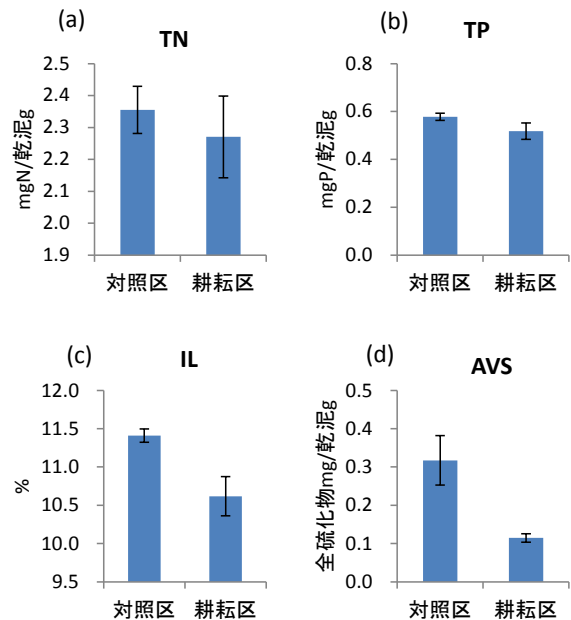 (a)
TN
mgN/乾泥g
2.5
2.4
2.3
2.2
2.1
2.0
1.9
対照区 耕耘区
(b)
TP
mgP/乾泥g
0.8
0.6
0.4
0.2
0.0
対照区 耕耘区
(c)
IL
%
12.0
11.5
11.0
10.5
10.0
9.5
対照区 耕耘区
(d)
AVS
全硫化物mg/乾泥g
0.5
0.4
0.3
0.2
0.1
0.0
対照区 耕耘区